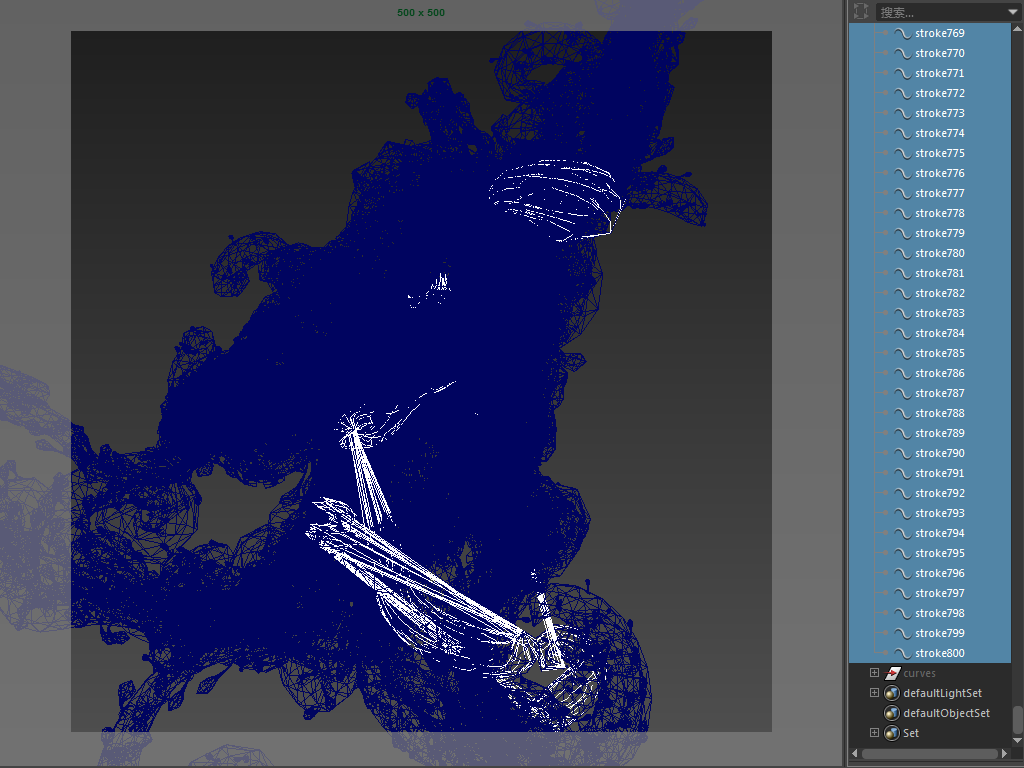 500 x 500
搜索...
stroke769
stroke770
stroke771
stroke772
stroke773
stroke774
stroke775
stroke776
stroke777
stroke778
stroke779
stroke780
stroke781
stroke782
stroke783
stroke784
stroke785
stroke786
stroke787
stroke788
stroke789
stroke790
stroke791
stroke792
stroke793
stroke794
stroke795
stroke796
stroke797
stroke798
stroke799
stroke800
curves
defaultLightSet
defaultObjectSet
Set